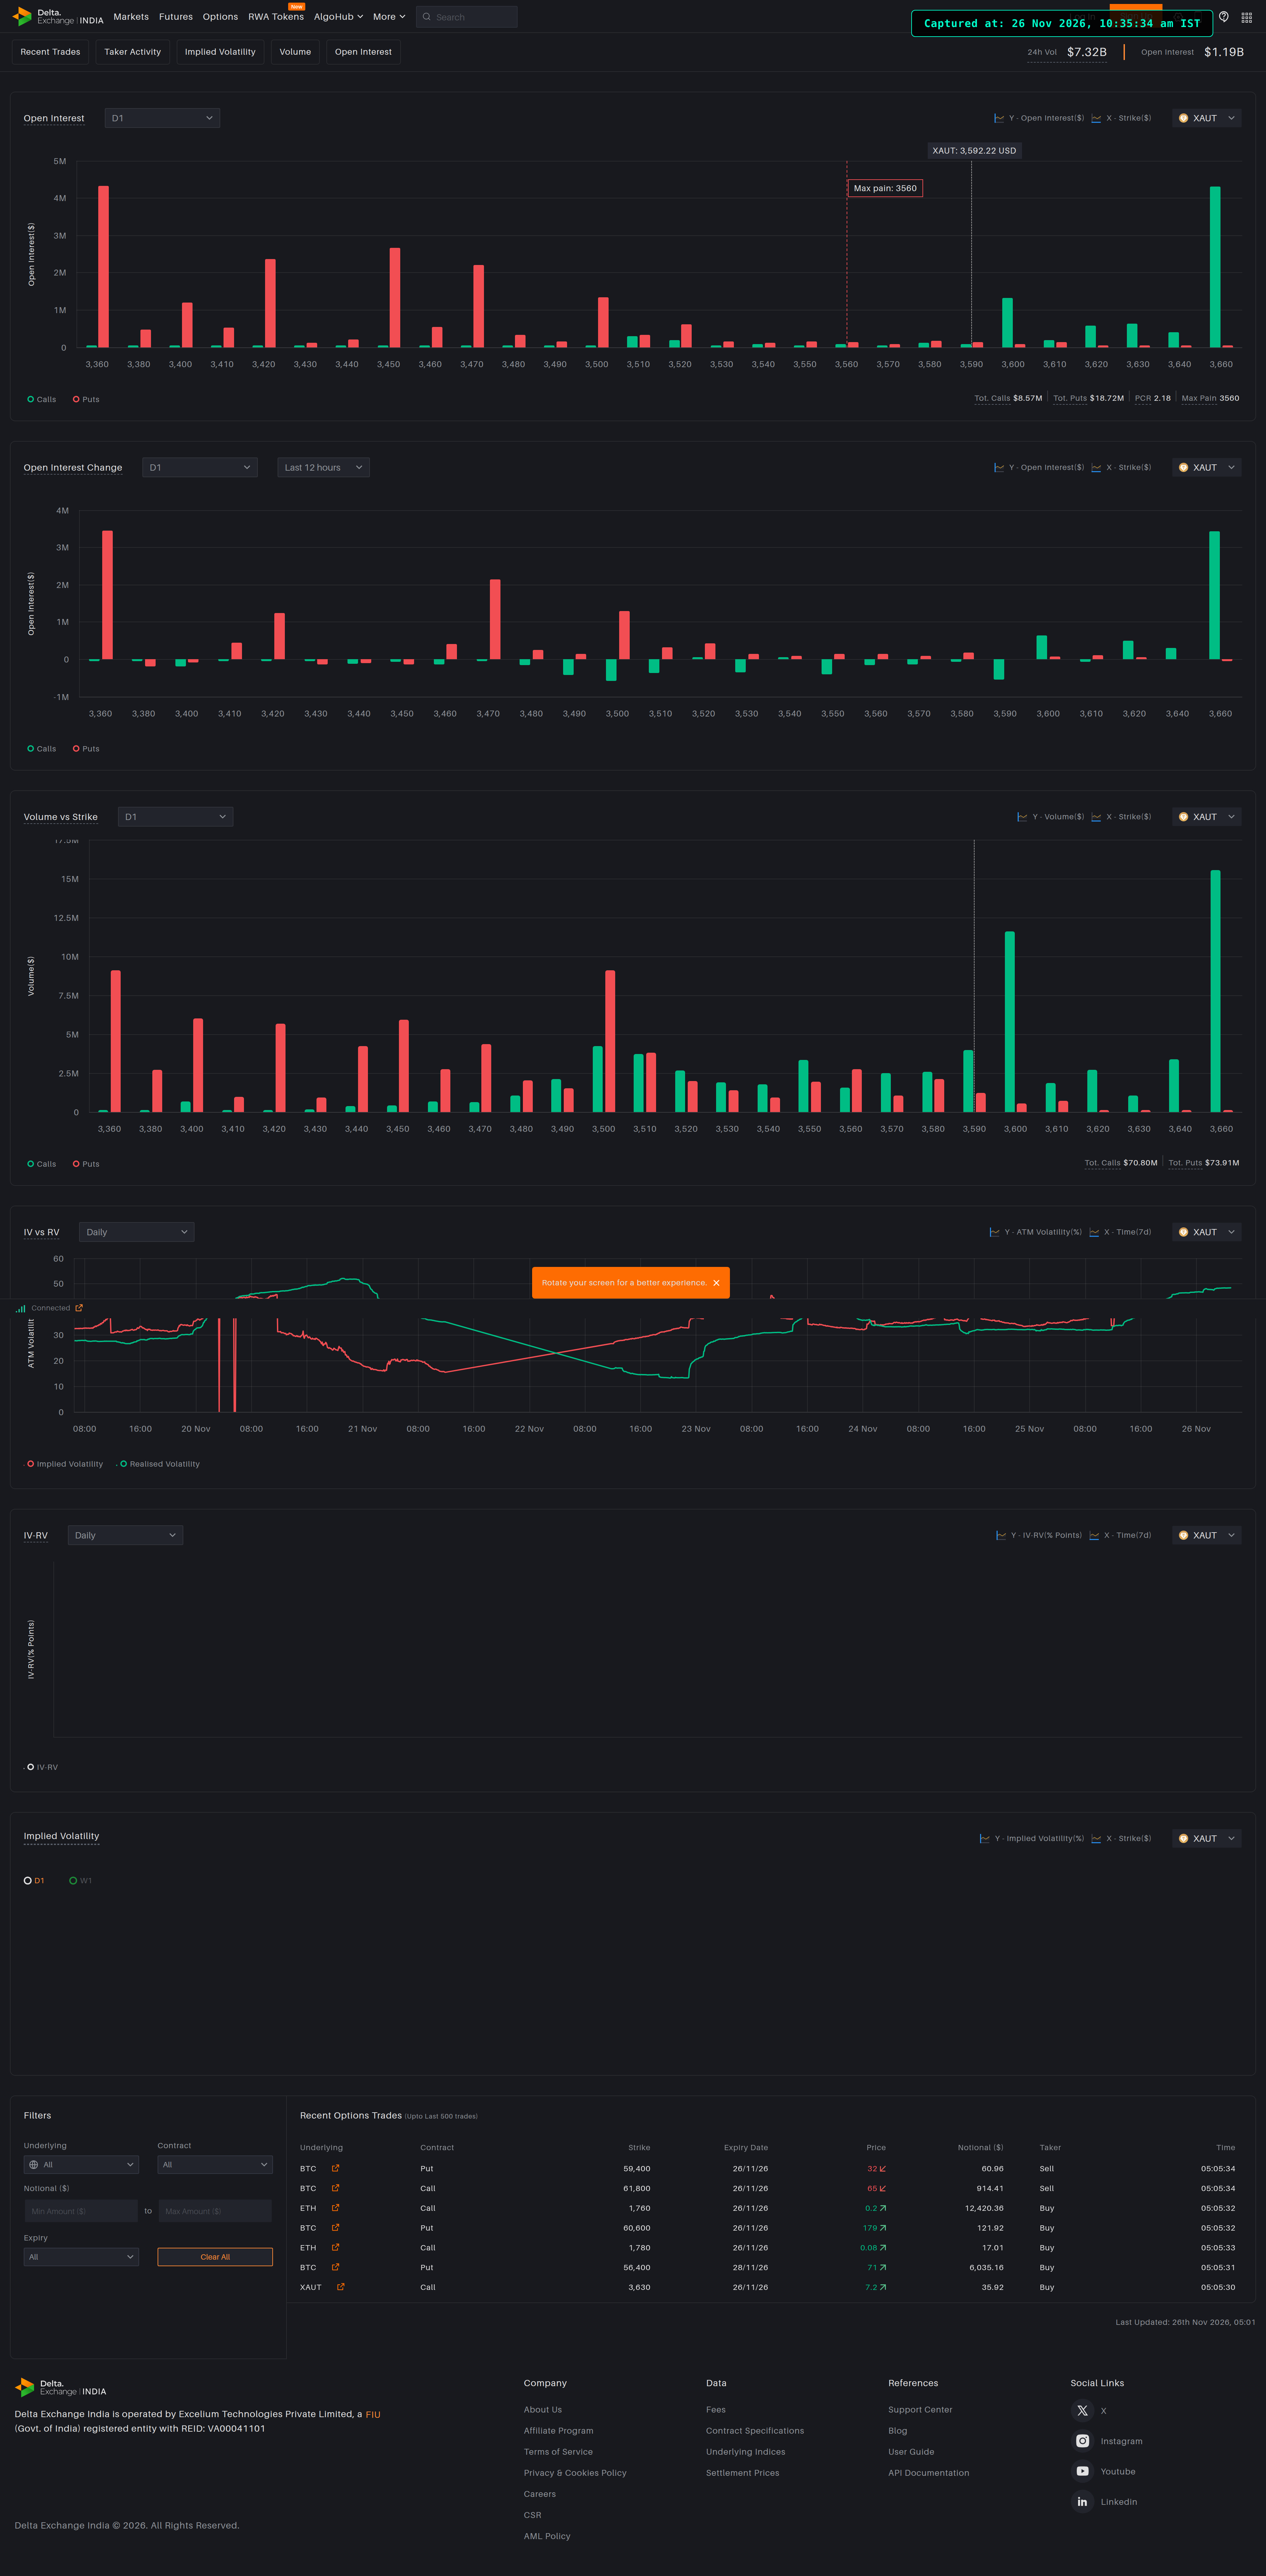 Delta. Exchange | INDIA Markets Futures Options RWA Tokens New AlgoHub More Search
Captured at: 26 Nov 2026, 10:35:34 am IST
Recent Trades Taker Activity Implied Volatility Volume Open Interest 24h Vol $7.32B Open Interest $1.19B
Open Interest D1 Y - Open Interest($) X - Strike($) XAUT
XAUT: 3,592.22 USD
Max pain: 3560
Open Interest($)
5M
4M
3M
2M
1M
0
3,360 3,380 3,400 3,410 3,420 3,430 3,440 3,450 3,460 3,470 3,480 3,490 3,500 3,510 3,520 3,530 3,540 3,550 3,560 3,570 3,580 3,590 3,600 3,610 3,620 3,630 3,640 3,660
Calls Puts Tot. Calls $8.57M Tot. Puts $18.72M PCR 2.18 Max Pain 3560
Open Interest Change D1 Last 12 hours Y - Open Interest($) X - Strike($) XAUT
Open Interest($)
4M
3M
2M
1M
0
-1M
3,360 3,380 3,400 3,410 3,420 3,430 3,440 3,450 3,460 3,470 3,480 3,490 3,500 3,510 3,520 3,530 3,540 3,550 3,560 3,570 3,580 3,590 3,600 3,610 3,620 3,640 3,660
Calls Puts
Volume vs Strike D1 Y - Volume($) X - Strike($) XAUT
Volume($)
17.5M
15M
12.5M
10M
7.5M
5M
2.5M
0
3,360 3,380 3,400 3,410 3,420 3,430 3,440 3,450 3,460 3,470 3,480 3,490 3,500 3,510 3,520 3,530 3,540 3,550 3,560 3,570 3,580 3,590 3,600 3,610 3,620 3,630 3,640 3,660
Calls Puts Tot. Calls $70.80M Tot. Puts $73.91M
IV vs RV Daily Y - ATM Volatility(%) X - Time(7d) XAUT
60
50
Rotate your screen for a better experience.
Connected
ATM Volatilit
30
20
10
0
08:00 16:00 20 Nov 08:00 16:00 21 Nov 08:00 16:00 22 Nov 08:00 16:00 23 Nov 08:00 16:00 24 Nov 08:00 16:00 25 Nov 08:00 16:00 26 Nov
Implied Volatility Realised Volatility
IV-RV Daily Y - IV-RV(% Points) X - Time(7d) XAUT
IV-RV(% Points)
IV-RV
Implied Volatility Y - Implied Volatility(%) X - Strike($) XAUT
D1 W1
Filters
Underlying Contract
All All
Notional ($)
Min Amount ($) to Max Amount ($)
Expiry
All Clear All
Recent Options Trades (Upto Last 500 trades)
Underlying Contract Strike Expiry Date Price Notional ($) Taker Time
BTC Put 59,400 26/11/26 32 60.96 Sell 05:05:34
BTC Call 61,800 26/11/26 65 914.41 Sell 05:05:34
ETH Call 1,760 26/11/26 0.2 12,420.36 Buy 05:05:32
BTC Put 60,600 26/11/26 179 121.92 Buy 05:05:32
ETH Call 1,780 26/11/26 0.08 17.01 Buy 05:05:33
BTC Put 56,400 28/11/26 71 6,035.16 Buy 05:05:31
XAUT Call 3,630 26/11/26 7.2 35.92 Buy 05:05:30
Last Updated: 26th Nov 2026, 05:01
Delta. Exchange | INDIA
Delta Exchange India is operated by Excelium Technologies Private Limited, a FIU
(Govt. of India) registered entity with REID: VA00041101
Delta Exchange India © 2026. All Rights Reserved.
Company
About Us
Affiliate Program
Terms of Service
Privacy & Cookies Policy
Careers
CSR
AML Policy
Data
Fees
Contract Specifications
Underlying Indices
Settlement Prices
References
Support Center
Blog
User Guide
API Documentation
Social Links
X
Instagram
Youtube
Linkedin